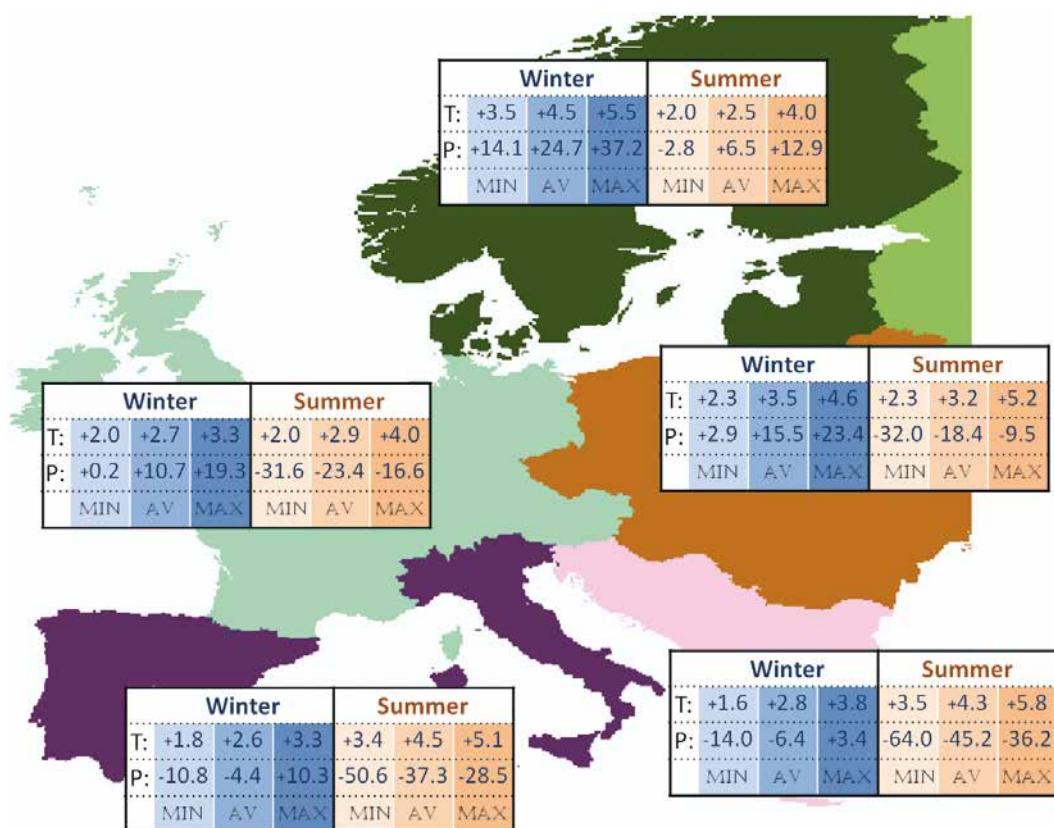 Winter Summer
T: +3.5 +4.5 +5.5 +2.0 +2.5 +4.0
P: +14.1 +24.7 +37.2 -2.8 +6.5 +12.9
MIN AV MAX MIN AV MAX
Winter Summer
T: +2.3 +3.5 +4.6 +2.3 +3.2 +5.2
P: +2.9 +15.5 +23.4 -32.0 -18.4 -9.5
MIN AV MAX MIN AV MAX
Winter Summer
T: +2.0 +2.7 +3.3 +2.0 +2.9 +4.0
P: +0.2 +10.7 +19.3 -31.6 -23.4 -16.6
MIN AV MAX MIN AV MAX
Winter Summer
T: +1.6 +2.8 +3.8 +3.5 +4.3 +5.8
P: -14.0 -6.4 +3.4 -64.0 -45.2 -36.2
MIN AV MAX MIN AV MAX
Winter Summer
T: +1.8 +2.6 +3.3 +3.4 +4.5 +5.1
P: -10.8 -4.4 +10.3 -50.6 -37.3 -28.5
MIN AV MAX MIN AV MAX